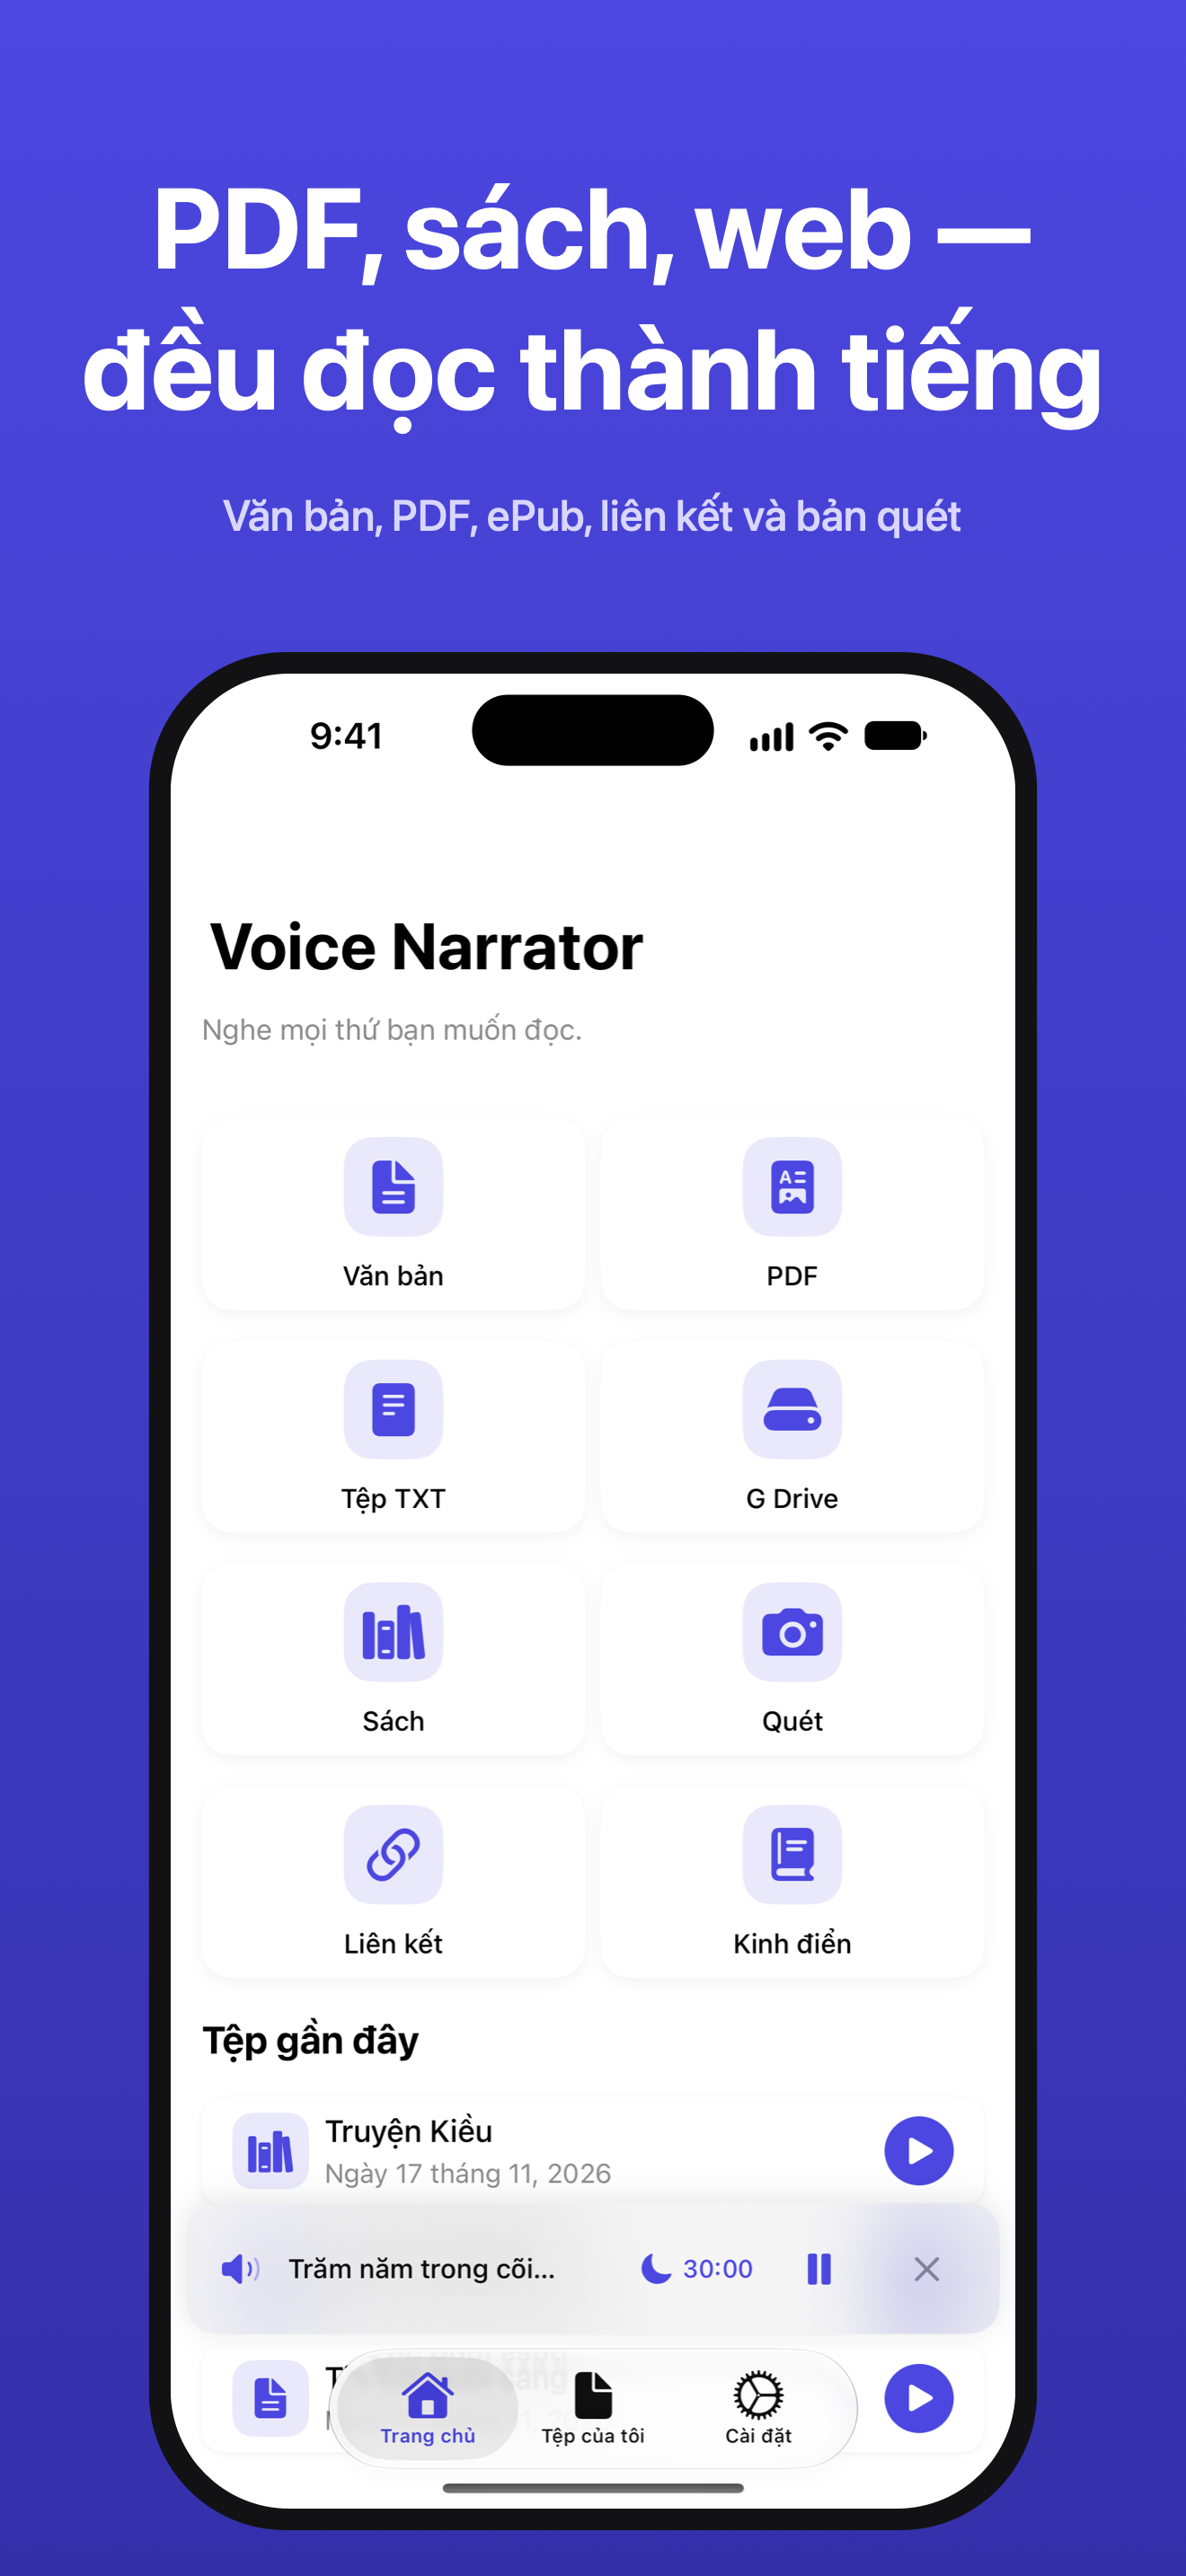 PDF, sách, web —
đều đọc thành tiếng
Văn bản, PDF, ePub, liên kết và bản quét
9:41
Voice Narrator
Nghe mọi thứ bạn muốn đọc.
Văn bản
PDF
Tệp TXT
G Drive
Sách
Quét
Liên kết
Kinh điển
Tệp gần đây
Truyện Kiều
Ngày 17 tháng 11, 2026
Trăm năm trong cõi...
30:00
Trang chủ
Tệp của tôi
Cài đặt